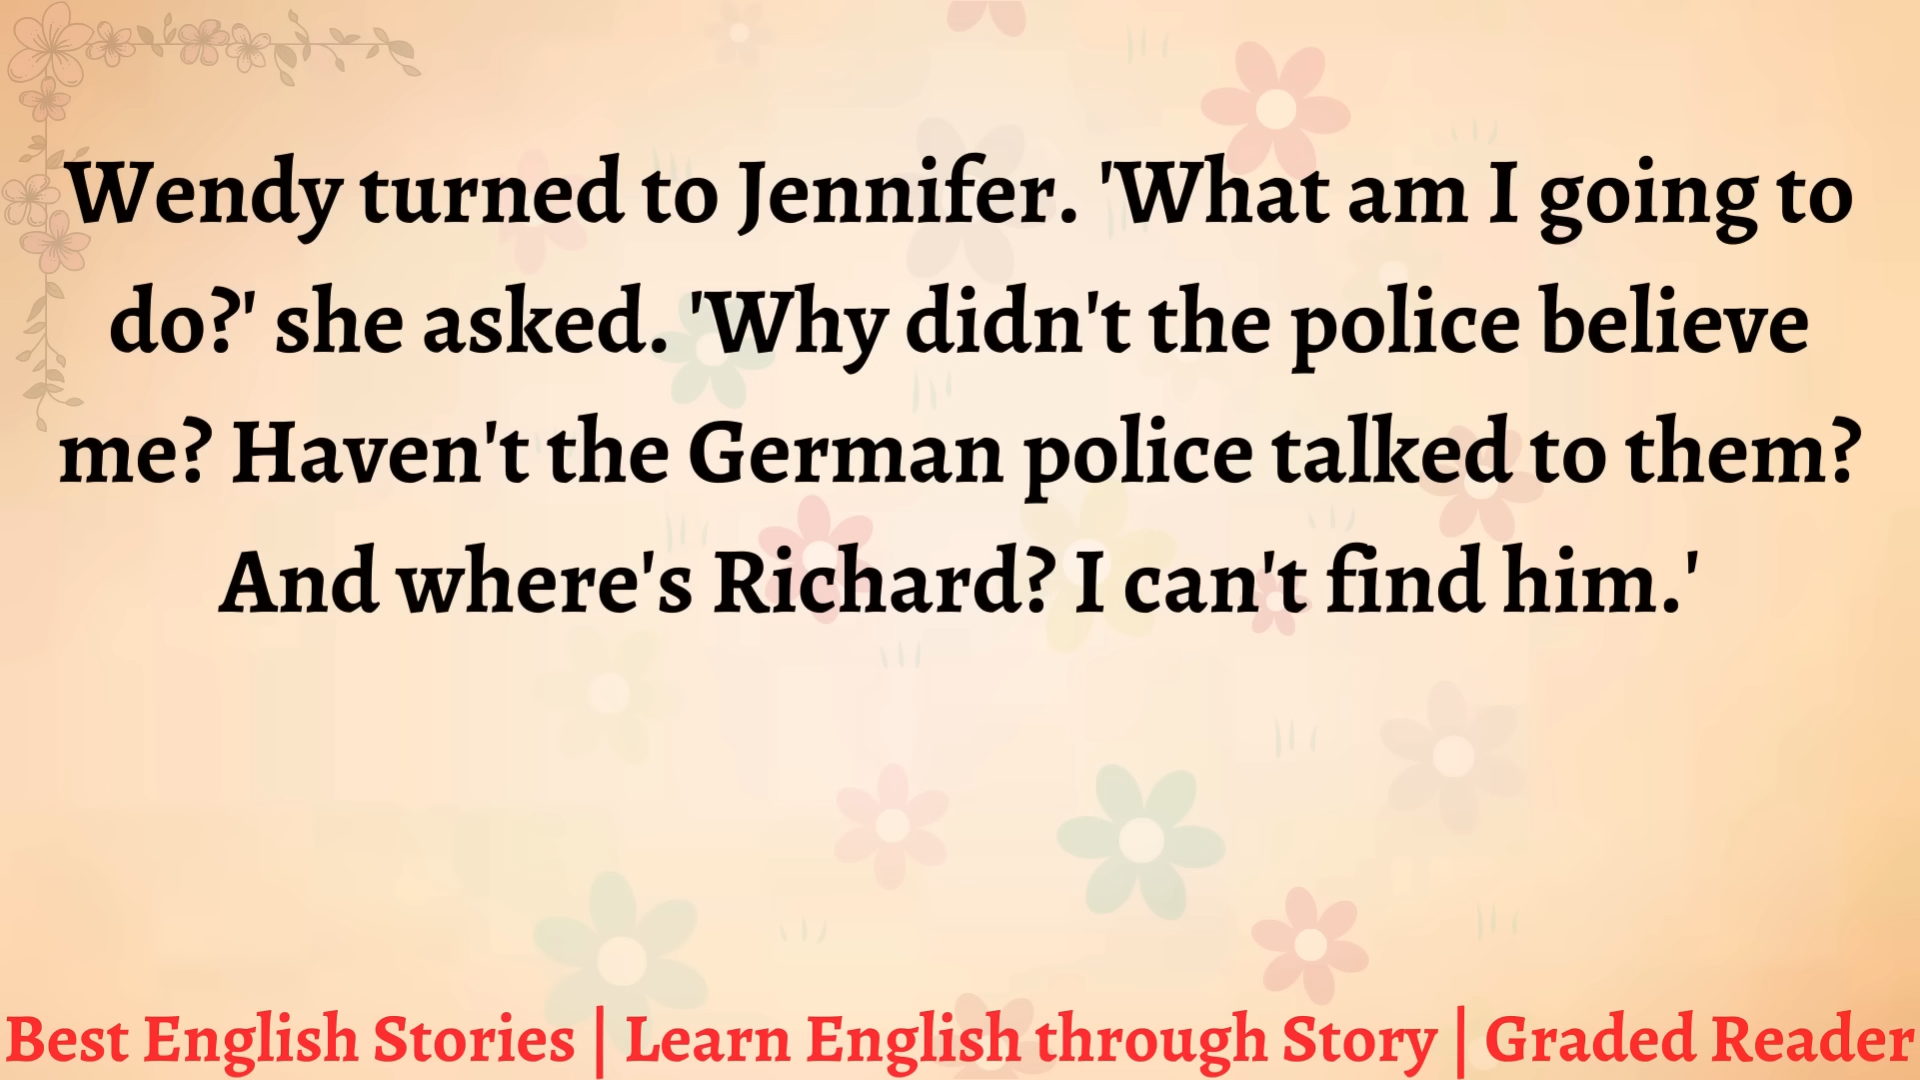 Wendy turned to Jennifer. 'What am I going to
do?' she asked. 'Why didn't the police believe
me? Haven't the German police talked to them?
And where's Richard? I can't find him.'
Best English Stories | Learn English through Story | Graded Reader